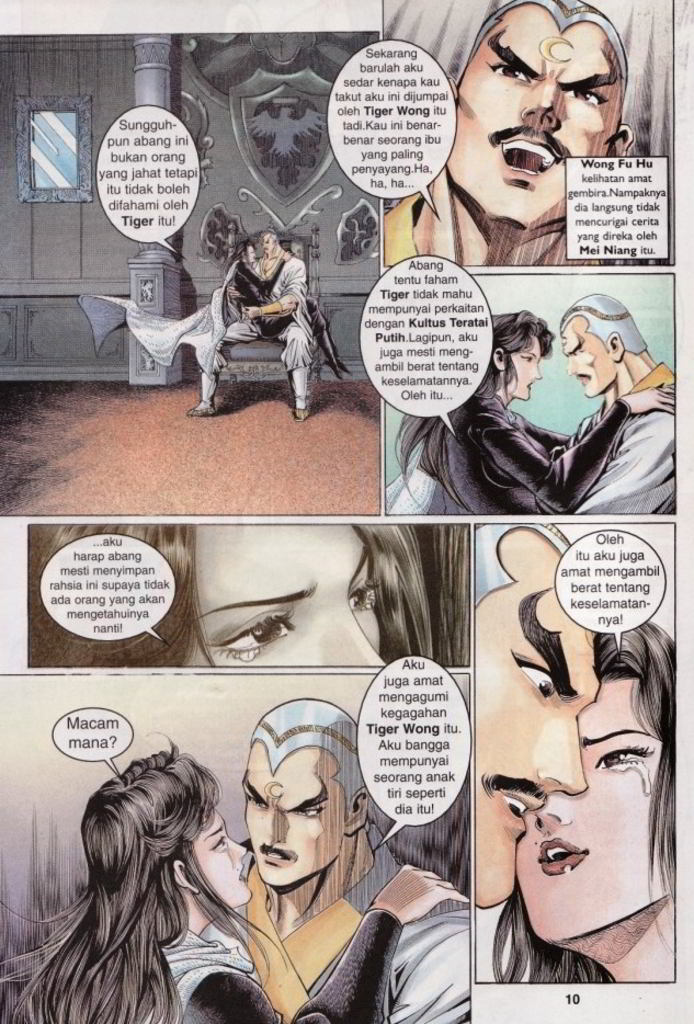 Sungguh-
pun abang ini
bukan orang
yang jahat tetapi
itu tidak boleh
difahami oleh
Tiger itu!
Sekarang
barulah aku
sedar kenapa kau
takut aku ini dijumpai
oleh Tiger Wong itu
tadi.Kau ini benar-
benar seorang ibu
yang paling
penyayang.Ha,
ha, ha...
Wong Fu Hu
kelihatan amat
gembira.Nampaknya
dia langsung tidak
mencurigai cerita
yang direka oleh
Mei Niang itu.
Abang
tentu faham
Tiger tidak mahu
mempunyai perkaitan
dengan Kultus Teratai
Putih.Lagipun, aku
juga mesti meng-
ambil berat tentang
keselamatannya.
Oleh itu...
...aku
harap abang
mesti menyimpan
rahsia ini supaya tidak
ada orang yang akan
mengetahuinya
nanti!
Oleh
itu aku juga
amat mengambil
berat tentang
keselamatan-
nya!
Macam
mana?
Aku
juga amat
mengagumi
kegagahan
Tiger Wong itu.
Aku bangga
mempunyai
seorang anak
tiri seperti
dia itu!
10